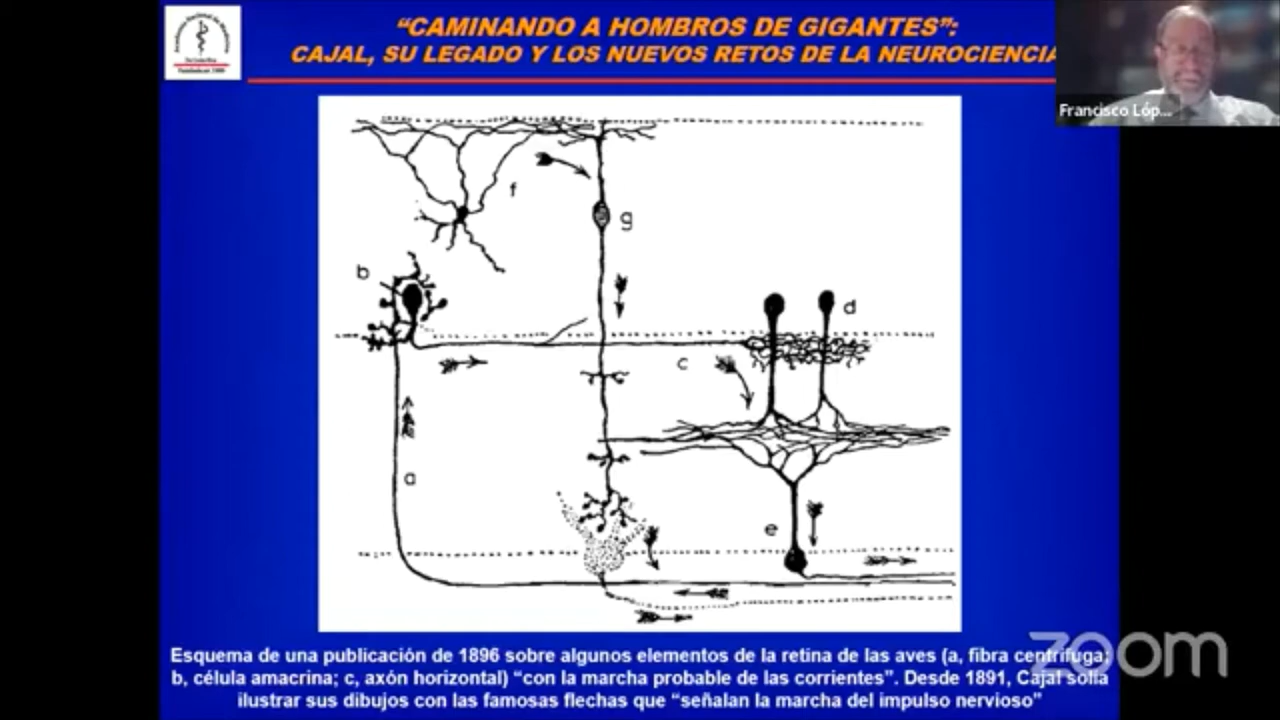 “CAMINANDO A HOMBROS DE GIGANTES”:
CAJAL, SU LEGADO Y LOS NUEVOS RETOS DE LA NEUROCIENCIA
Francisco Lóp...
f
g
b
d
c
a
e
Esquema de una publicación de 1896 sobre algunos elementos de la retina de las aves (a, fibra centrífuga;
b, célula amacrina; c, axón horizontal) “con la marcha probable de las corrientes”. Desde 1891, Cajal solía
ilustrar sus dibujos con las famosas flechas que “señalan la marcha del impulso nervioso”
zoom